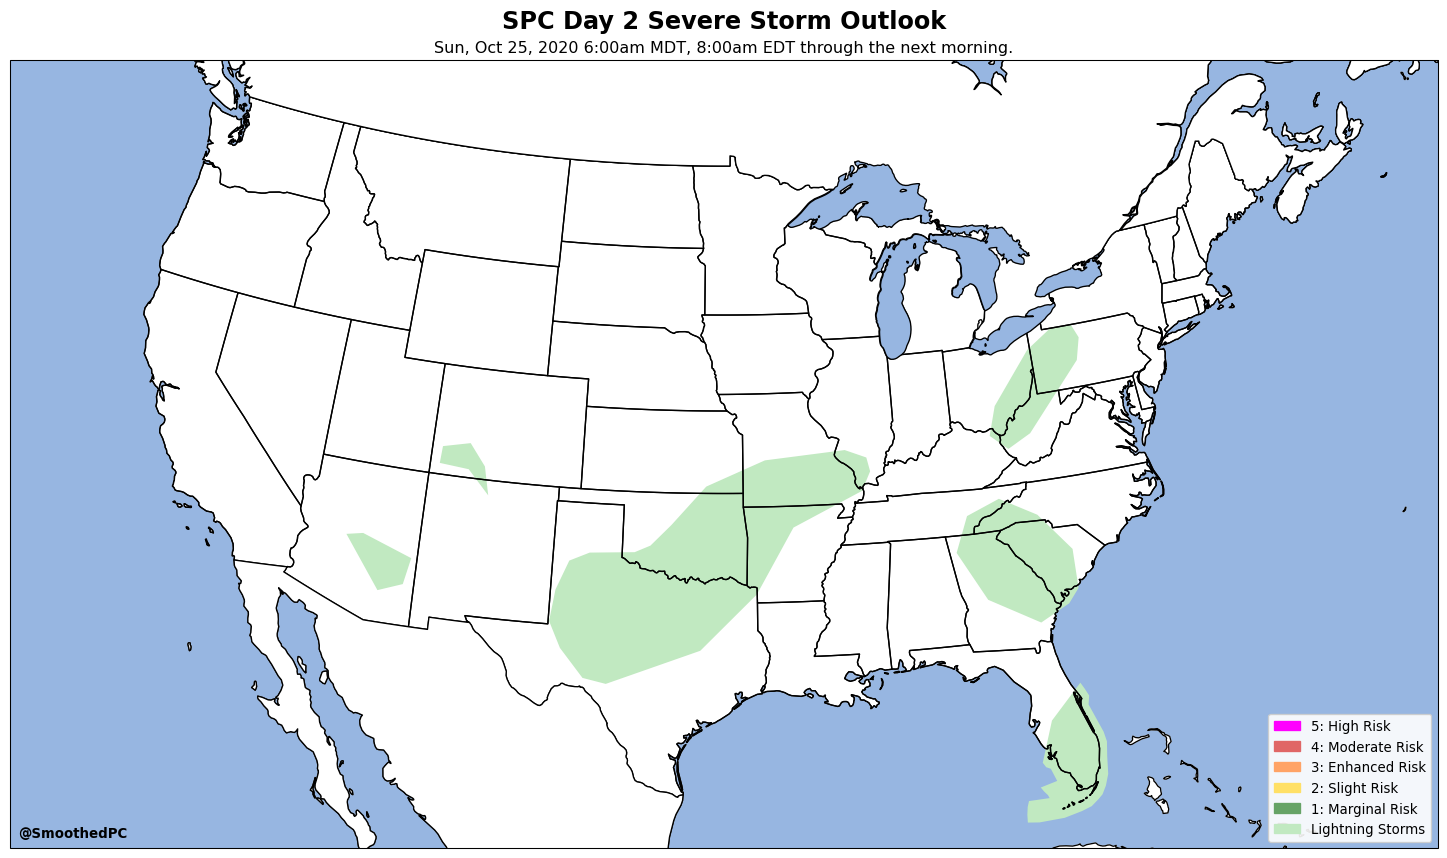 SPC Day 2 Severe Storm Outlook
Sun, Oct 25, 2020 6:00am MDT, 8:00am EDT through the next morning.
5: High Risk
4: Moderate Risk
3: Enhanced Risk
2: Slight Risk
1: Marginal Risk
Lightning Storms
@SmoothedPC